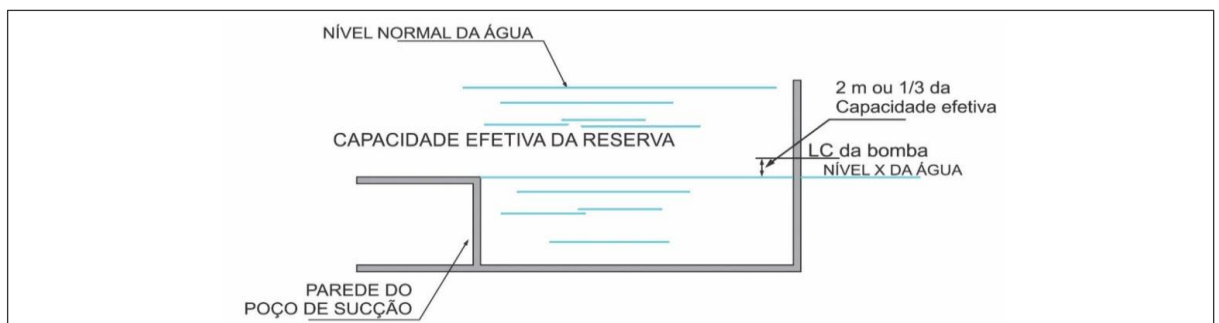 NÍVEL NORMAL DA ÁGUA
2 m ou 1/3 da
Capacidade efetiva
CAPACIDADE EFETIVA DA RESERVA
LC da bomba
NÍVEL X DA ÁGUA
PAREDE DO
POÇO DE SUCÇÃO